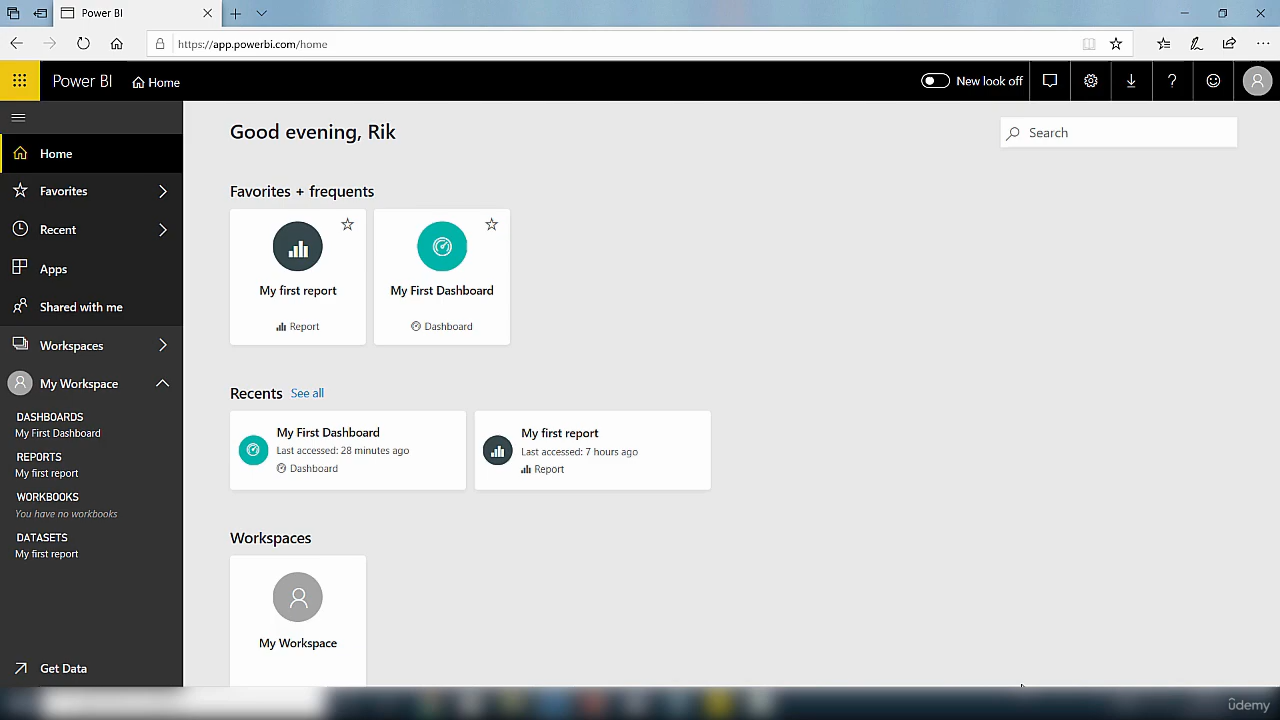 Power BI
https://app.powerbi.com/home
Power BI
Home
New look off
Home
Favorites
Recent
Apps
Shared with me
Workspaces
My Workspace
DASHBOARDS
My First Dashboard
REPORTS
My first report
WORKBOOKS
You have no workbooks
DATASETS
My first report
Get Data
Good evening, Rik
Search
Favorites + frequents
My first report
Report
My First Dashboard
Dashboard
Recents See all
My First Dashboard
Last accessed: 28 minutes ago
Dashboard
My first report
Last accessed: 7 hours ago
Report
Workspaces
My Workspace
ûdemy